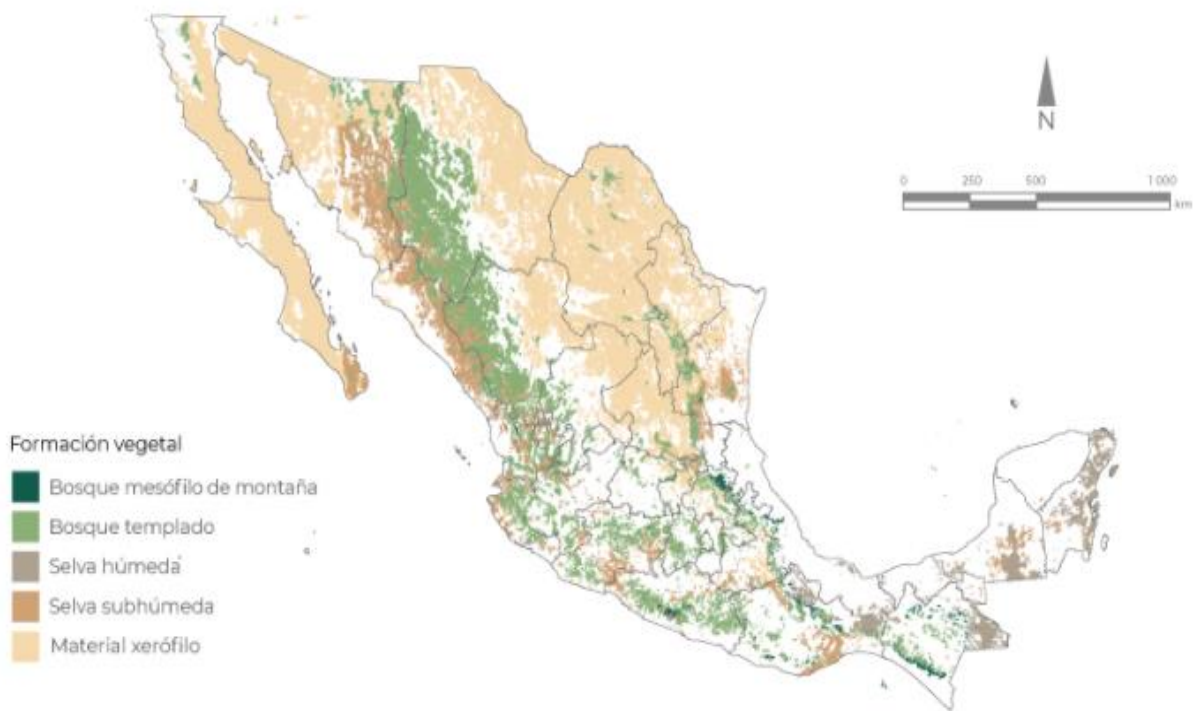 N
0 250 500 1 000
km
Formación vegetal
Bosque mesófilo de montaña
Bosque templado
Selva húmeda
Selva subhúmeda
Material xerófilo